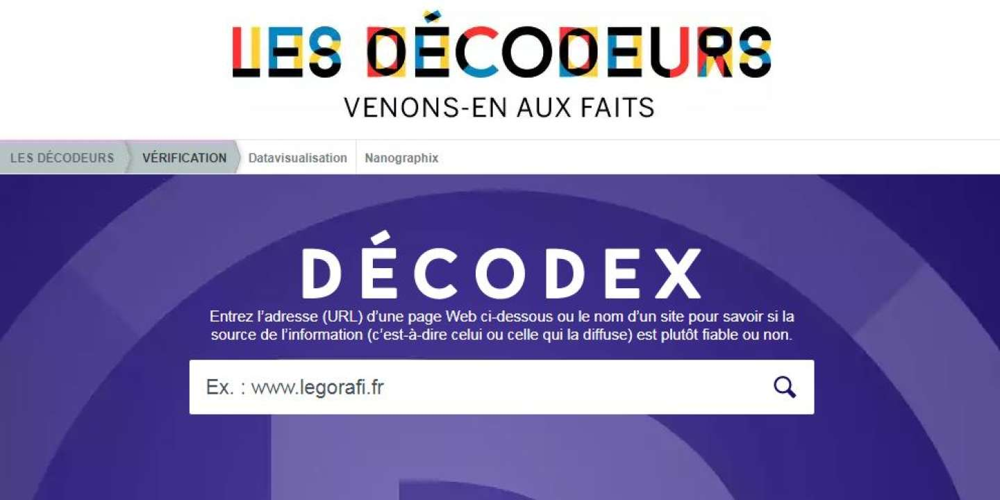 LES DÉCODEURS
VENONS-EN AUX FAITS
LES DÉCODEURS VÉRIFICATION Datavisualisation Nanographix
DÉCODEX
Entrez l’adresse (URL) d’une page Web ci-dessous ou le nom d’un site pour savoir si la
source de l’information (c’est-à-dire celui ou celle qui la diffuse) est plutôt fiable ou non.
Ex. : www.legorafi.fr